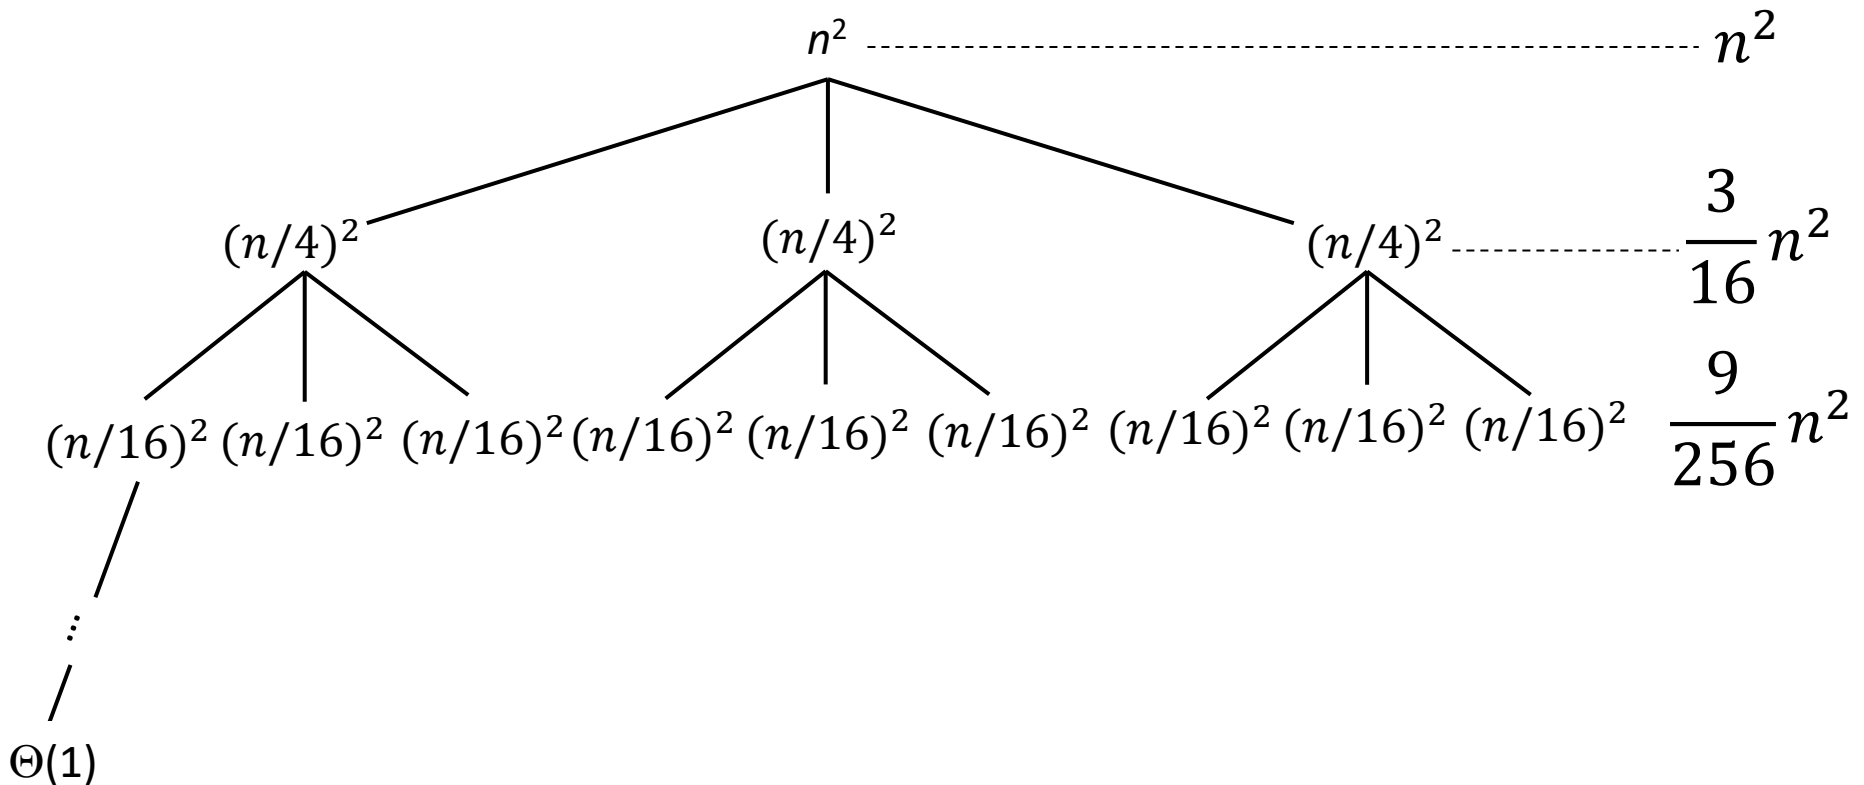 n² n²
(n/4)² (n/4)² (n/4)² 3/16 n²
(n/16)² (n/16)² (n/16)² (n/16)² (n/16)² (n/16)² (n/16)² (n/16)² (n/16)² 9/256 n²
⋮
Θ(1)